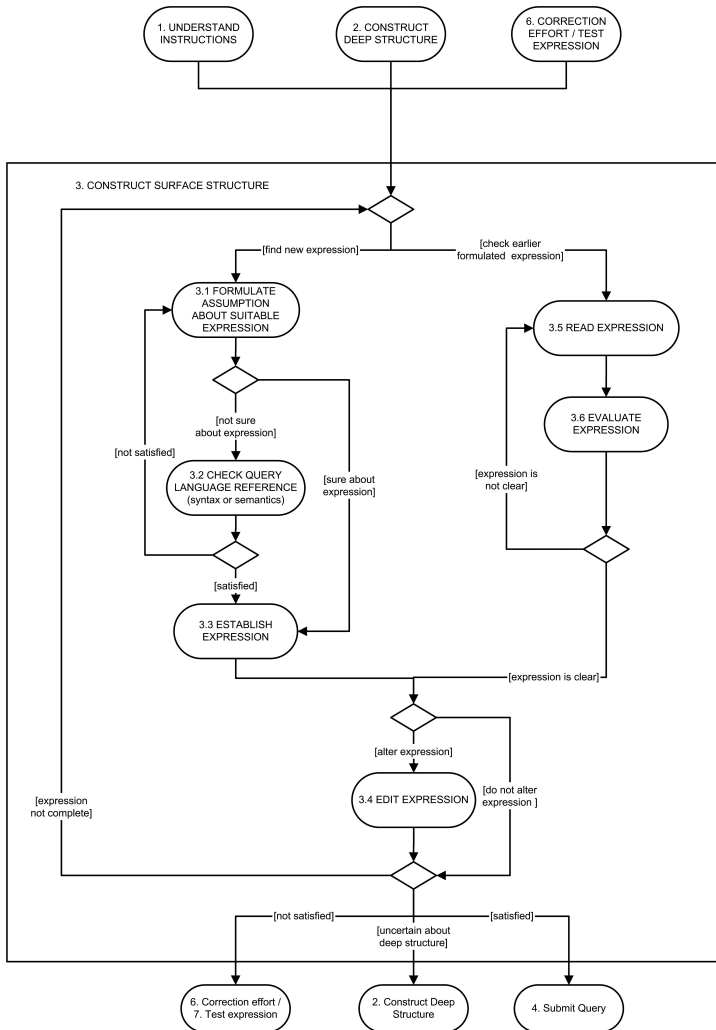 1. UNDERSTAND
INSTRUCTIONS
2. CONSTRUCT
DEEP STRUCTURE
6. CORRECTION
EFFORT / TEST
EXPRESSION
3. CONSTRUCT SURFACE STRUCTURE
[find new expression]
[check earlier
formulated expression]
3.1 FORMULATE
ASSUMPTION
ABOUT SUITABLE
EXPRESSION
3.5 READ EXPRESSION
3.6 EVALUATE
EXPRESSION
[not sure
about expression]
[not satisfied]
3.2 CHECK QUERY
LANGUAGE REFERENCE
(syntax or semantics)
[sure about
expression]
[expression is
not clear]
[satisfied]
3.3 ESTABLISH
EXPRESSION
[expression is clear]
[alter expression]
3.4 EDIT EXPRESSION
[do not alter
expression ]
[expression
not complete]
[not satisfied]
[uncertain about
deep structure]
[satisfied]
6. Correction effort /
7. Test expression
2. Construct Deep
Structure
4. Submit Query